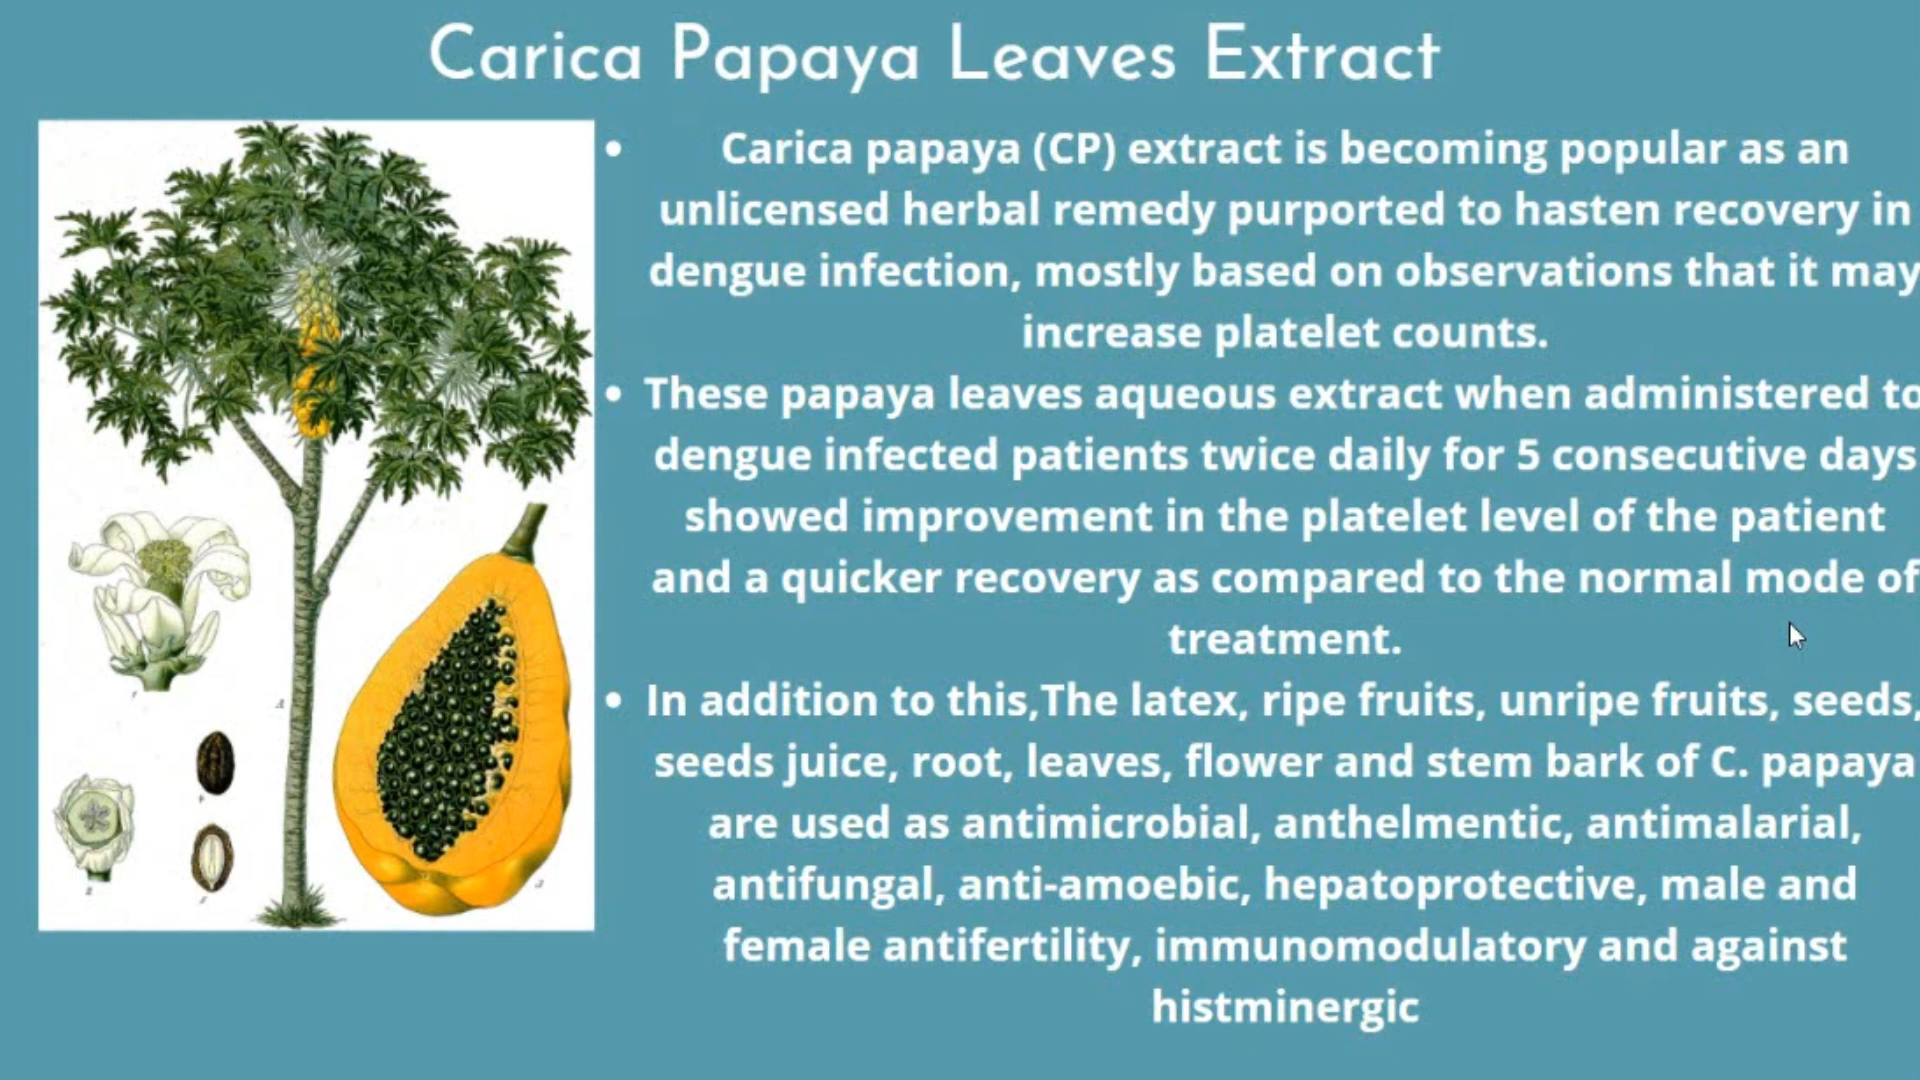 Carica Papaya Leaves Extract
• Carica papaya (CP) extract is becoming popular as an
unlicensed herbal remedy purported to hasten recovery in
dengue infection, mostly based on observations that it may
increase platelet counts.
• These papaya leaves aqueous extract when administered to
dengue infected patients twice daily for 5 consecutive days
showed improvement in the platelet level of the patient
and a quicker recovery as compared to the normal mode of
treatment.
• In addition to this,The latex, ripe fruits, unripe fruits, seeds,
seeds juice, root, leaves, flower and stem bark of C. papaya
are used as antimicrobial, anthelmentic, antimalarial,
antifungal, anti-amoebic, hepatoprotective, male and
female antifertility, immunomodulatory and against
histminergic